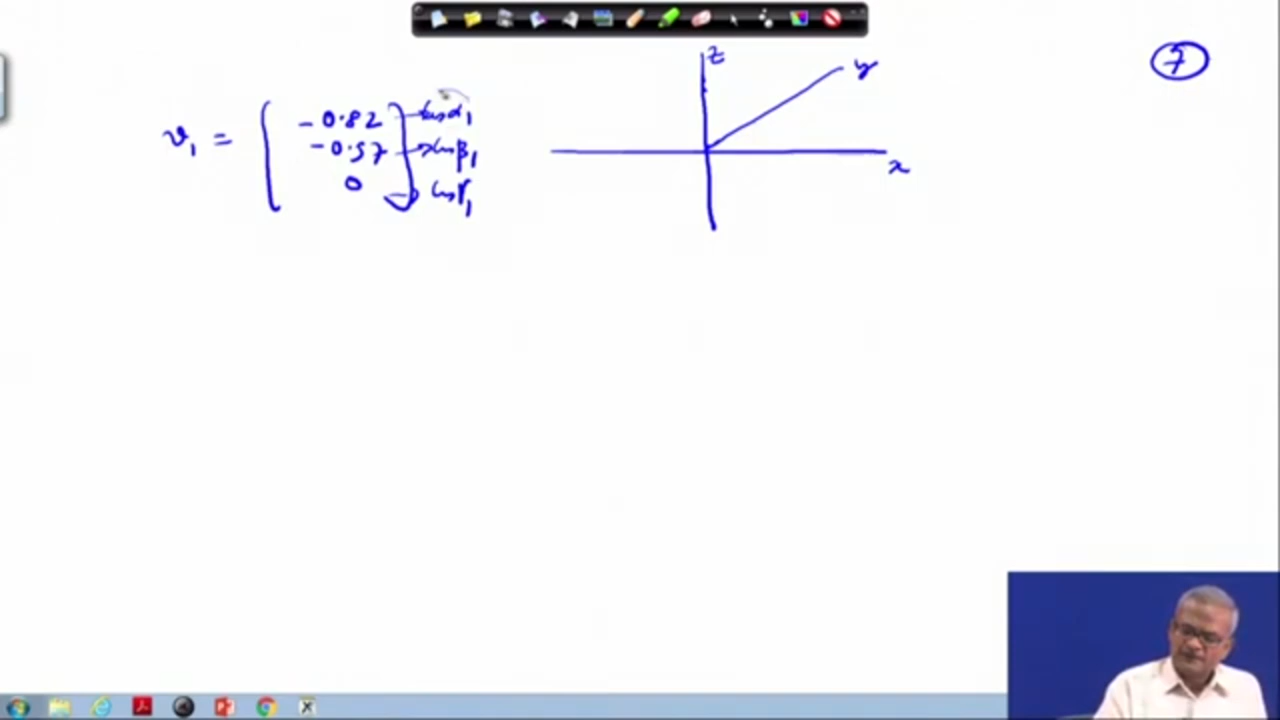 z
y
7
v₁ = [ -0.82 → cos α₁
-0.57 → cos β₁
0 ] → cos γ₁
x